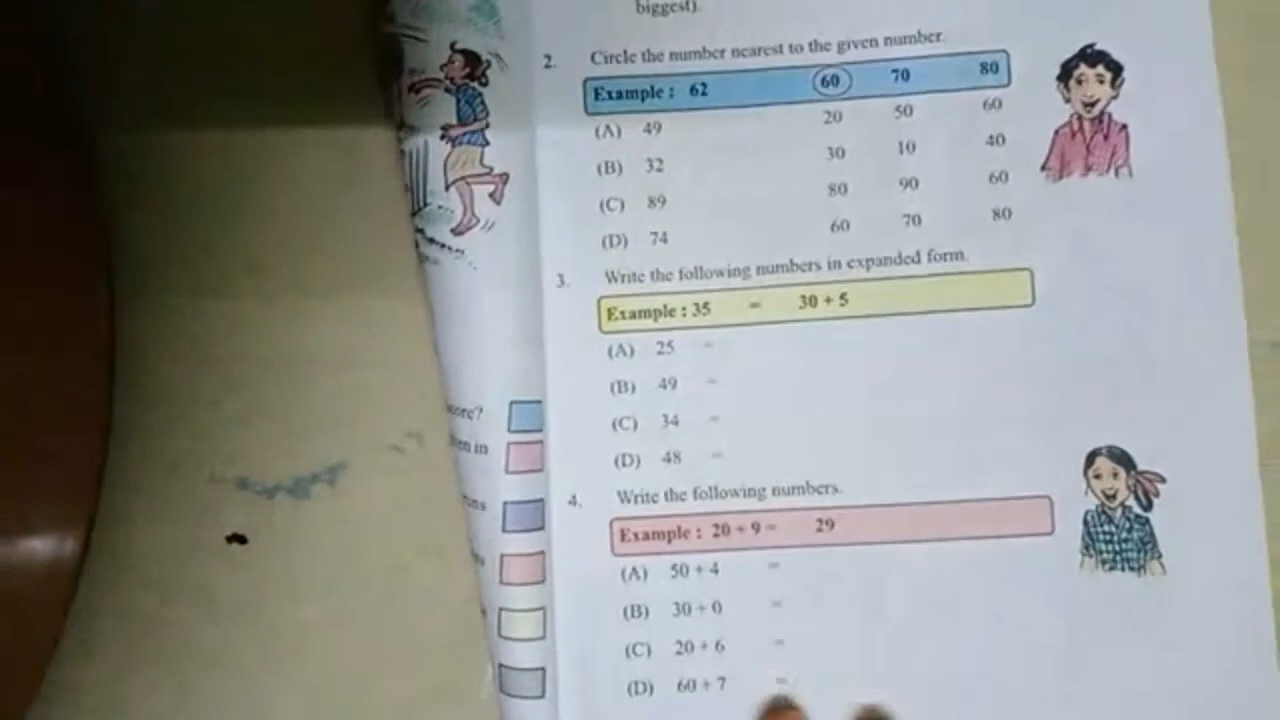 biggest).
2. Circle the number nearest to the given number.
Example : 62 60 70 80
(A) 49 20 50 60
(B) 32 30 10 40
(C) 89 80 90 60
(D) 74 60 70 80
3. Write the following numbers in expanded form.
Example : 35 = 30 + 5
(A) 25 =
(B) 49 =
(C) 34 =
(D) 48 =
4. Write the following numbers.
Example : 20 + 9 = 29
(A) 50 + 4 =
(B) 30 + 0 =
(C) 20 + 6 =
(D) 60 + 7 =
in